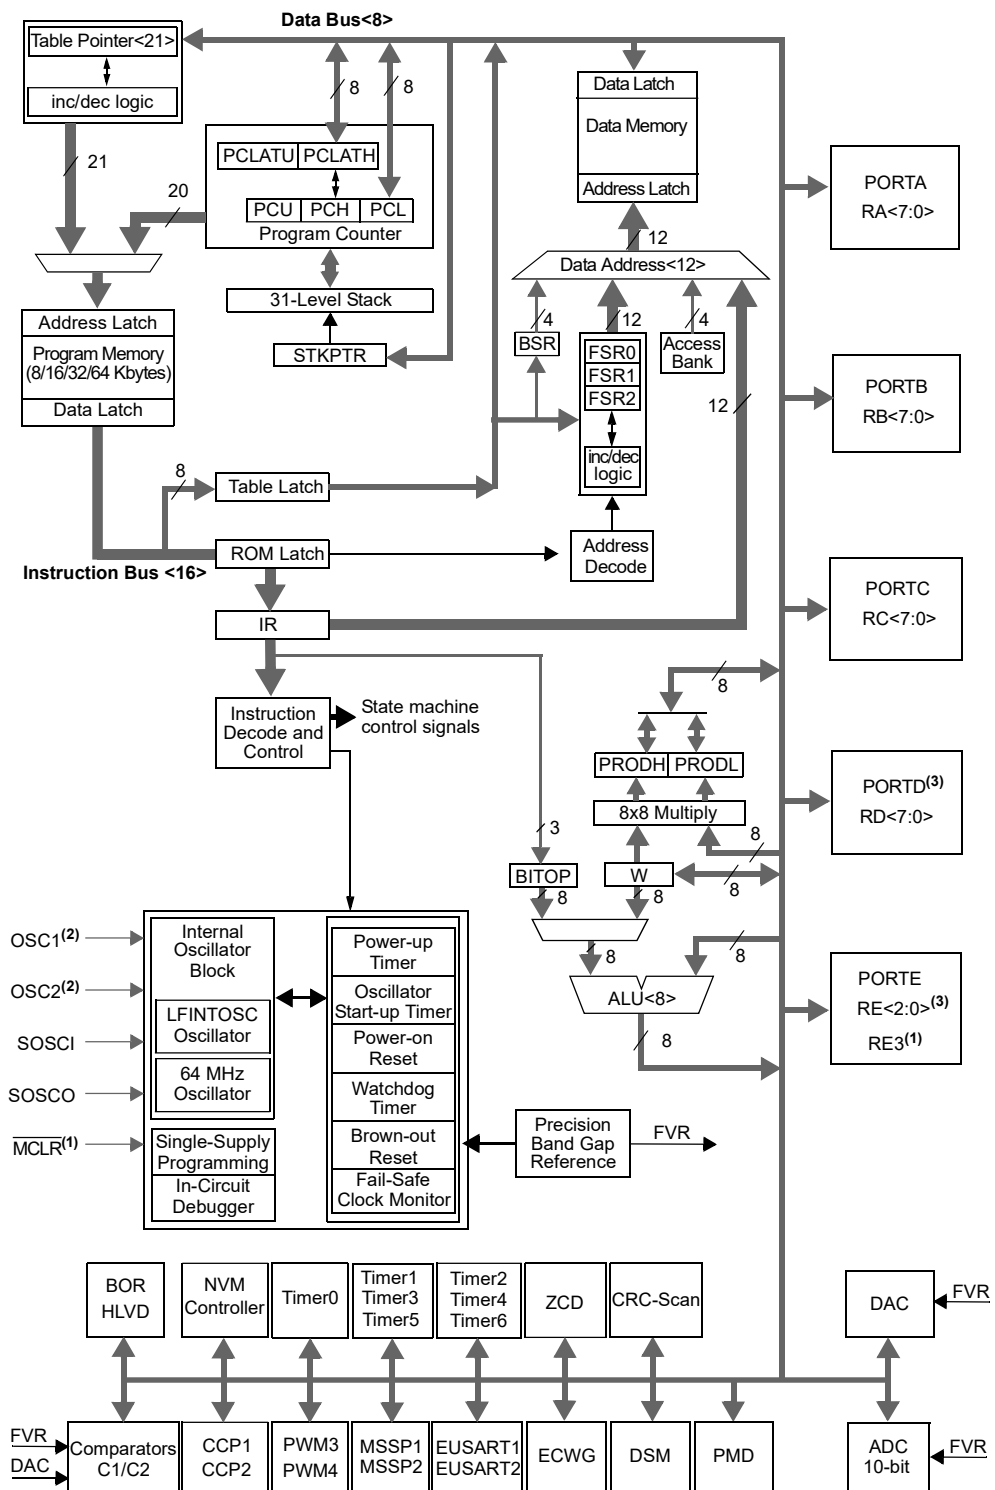 Data Bus<8>
Table Pointer<21>
inc/dec logic
21
20
8
8
PCLATU
PCLATH
PCU
PCH
PCL
Program Counter
31-Level Stack
STKPTR
Address Latch
Program Memory
(8/16/32/64 Kbytes)
Data Latch
Instruction Bus <16>
8
Table Latch
ROM Latch
IR
Data Latch
Data Memory
Address Latch
12
Data Address<12>
4
12
4
BSR
FSR0
FSR1
FSR2
inc/dec
logic
Access
Bank
12
Address
Decode
Instruction
Decode and
Control
State machine
control signals
8
PRODH
PRODL
8x8 Multiply
3
8
BITOP
W
8
8
8
8
8
ALU<8>
8
PORTA
RA<7:0>
PORTB
RB<7:0>
PORTC
RC<7:0>
PORTD(3)
RD<7:0>
PORTE
RE<2:0>(3)
RE3(1)
OSC1(2)
OSC2(2)
SOSCI
SOSCO
MCLR(1)
Internal
Oscillator
Block
LFINTOSC
Oscillator
64 MHz
Oscillator
Single-Supply
Programming
In-Circuit
Debugger
Power-up
Timer
Oscillator
Start-up Timer
Power-on
Reset
Watchdog
Timer
Brown-out
Reset
Fail-Safe
Clock Monitor
Precision
Band Gap
Reference
FVR
BOR
HLVD
NVM
Controller
Timer0
Timer1
Timer3
Timer5
Timer2
Timer4
Timer6
ZCD
CRC-Scan
DAC
FVR
FVR
DAC
Comparators
C1/C2
CCP1
CCP2
PWM3
PWM4
MSSP1
MSSP2
EUSART1
EUSART2
ECWG
DSM
PMD
ADC
10-bit
FVR